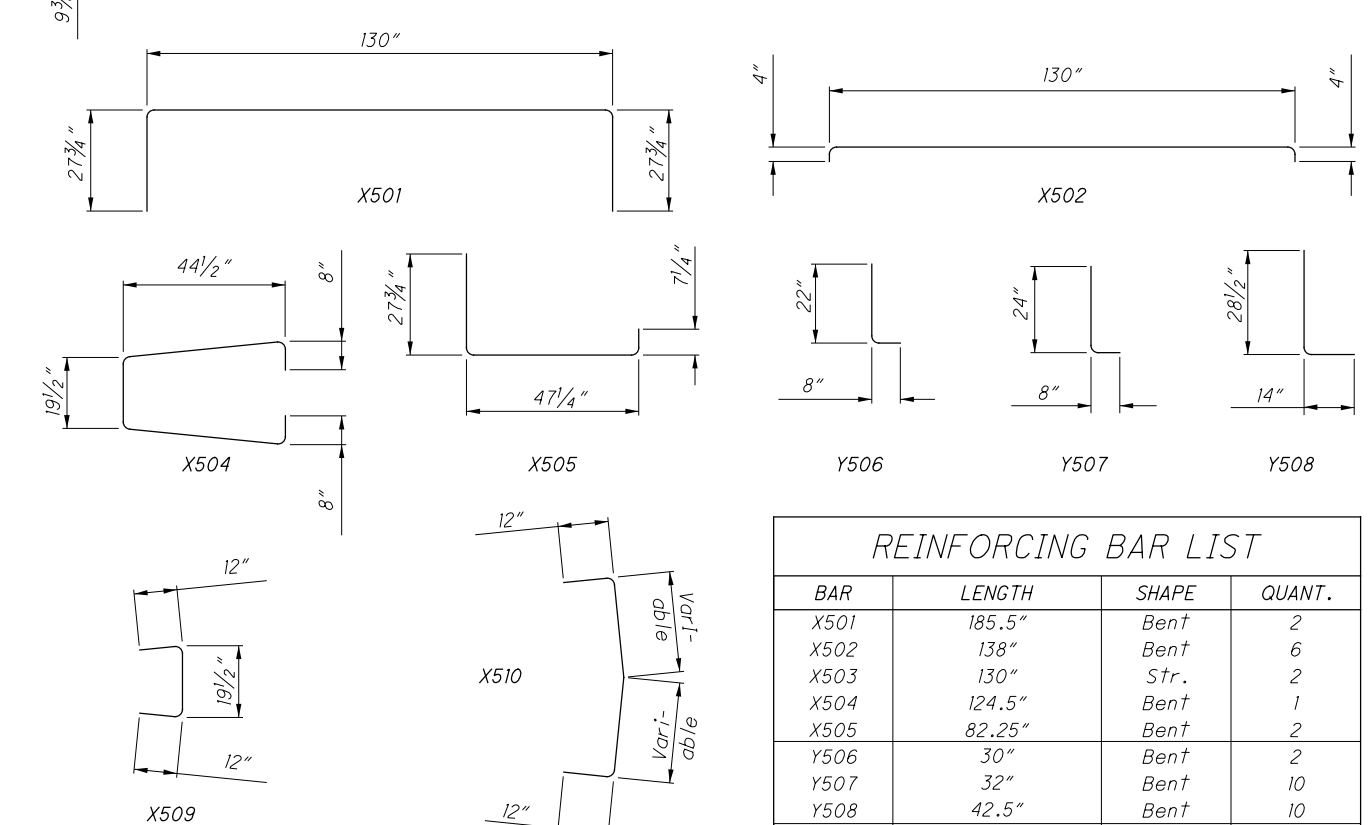 9¾
130"
27¾"
27¾"
X501
4"
130"
4"
X502
44½"
8"
19½"
8"
X504
27¾"
7¼"
47¼"
X505
22"
8"
Y506
24"
8"
Y507
28½"
14"
Y508
12"
19½"
12"
X509
12"
Vari-
able
X510
Vari-
able
12"
REINFORCING BAR LIST
BAR LENGTH SHAPE QUANT.
X501 185.5" Bent 2
X502 138" Bent 6
X503 130" Str. 2
X504 124.5" Bent 1
X505 82.25" Bent 2
Y506 30" Bent 2
Y507 32" Bent 10
Y508 42.5" Bent 10